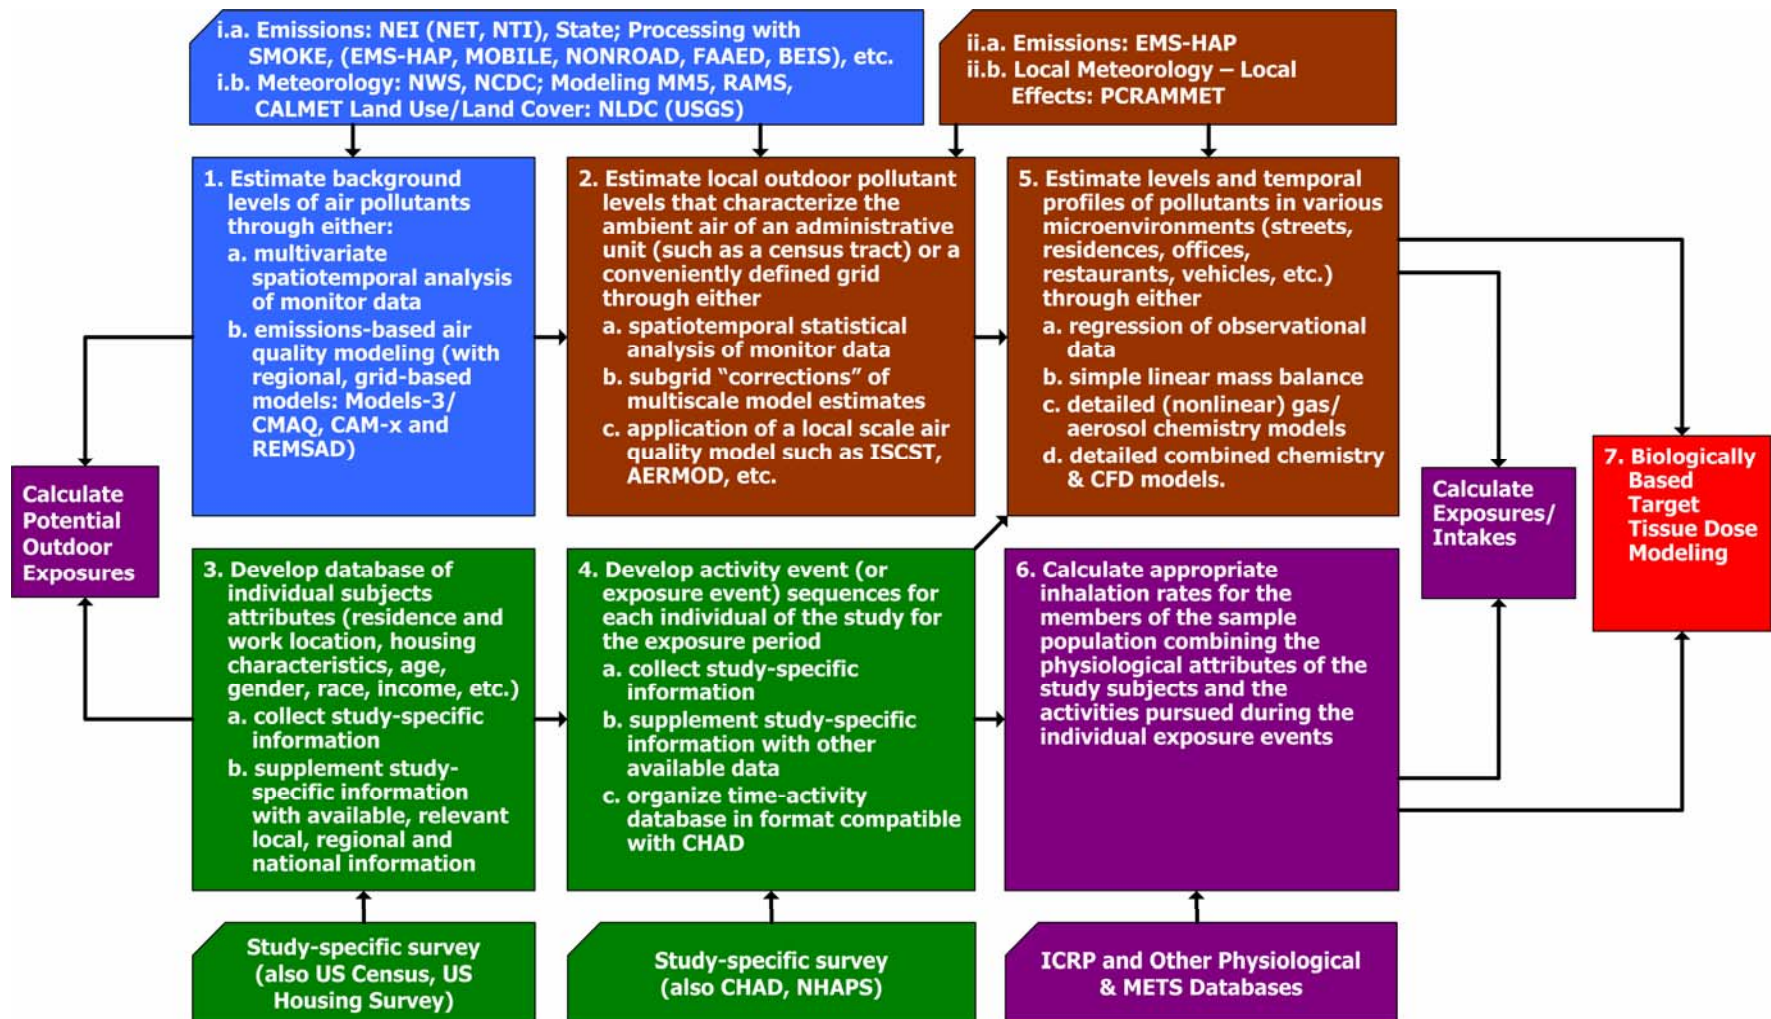 i.a. Emissions: NEI (NET, NTI), State; Processing with
SMOKE, (EMS-HAP, MOBILE, NONROAD, FAAED, BEIS), etc.
i.b. Meteorology: NWS, NCDC; Modeling MM5, RAMS,
CALMET Land Use/Land Cover: NLDC (USGS)
ii.a. Emissions: EMS-HAP
ii.b. Local Meteorology – Local
Effects: PCRAMMET
1. Estimate background
levels of air pollutants
through either:
a. multivariate
spatiotemporal analysis
of monitor data
b. emissions-based air
quality modeling (with
regional, grid-based
models: Models-3/
CMAQ, CAM-x and
REMSAD)
2. Estimate local outdoor pollutant
levels that characterize the
ambient air of an administrative
unit (such as a census tract) or a
conveniently defined grid
through either
a. spatiotemporal statistical
analysis of monitor data
b. subgrid “corrections” of
multiscale model estimates
c. application of a local scale air
quality model such as ISCST,
AERMOD, etc.
5. Estimate levels and temporal
profiles of pollutants in various
microenvironments (streets,
residences, offices,
restaurants, vehicles, etc.)
through either
a. regression of observational
data
b. simple linear mass balance
c. detailed (nonlinear) gas/
aerosol chemistry models
d. detailed combined chemistry
& CFD models.
Calculate
Potential
Outdoor
Exposures
Calculate
Exposures/
Intakes
7. Biologically
Based
Target
Tissue Dose
Modeling
3. Develop database of
individual subjects
attributes (residence and
work location, housing
characteristics, age,
gender, race, income, etc.)
a. collect study-specific
information
b. supplement study-
specific information
with available, relevant
local, regional and
national information
4. Develop activity event (or
exposure event) sequences for
each individual of the study for
the exposure period
a. collect study-specific
information
b. supplement study-specific
information with other
available data
c. organize time-activity
database in format compatible
with CHAD
6. Calculate appropriate
inhalation rates for the
members of the sample
population combining the
physiological attributes of the
study subjects and the
activities pursued during the
individual exposure events
Study-specific survey
(also US Census, US
Housing Survey)
Study-specific survey
(also CHAD, NHAPS)
ICRP and Other Physiological
& METS Databases